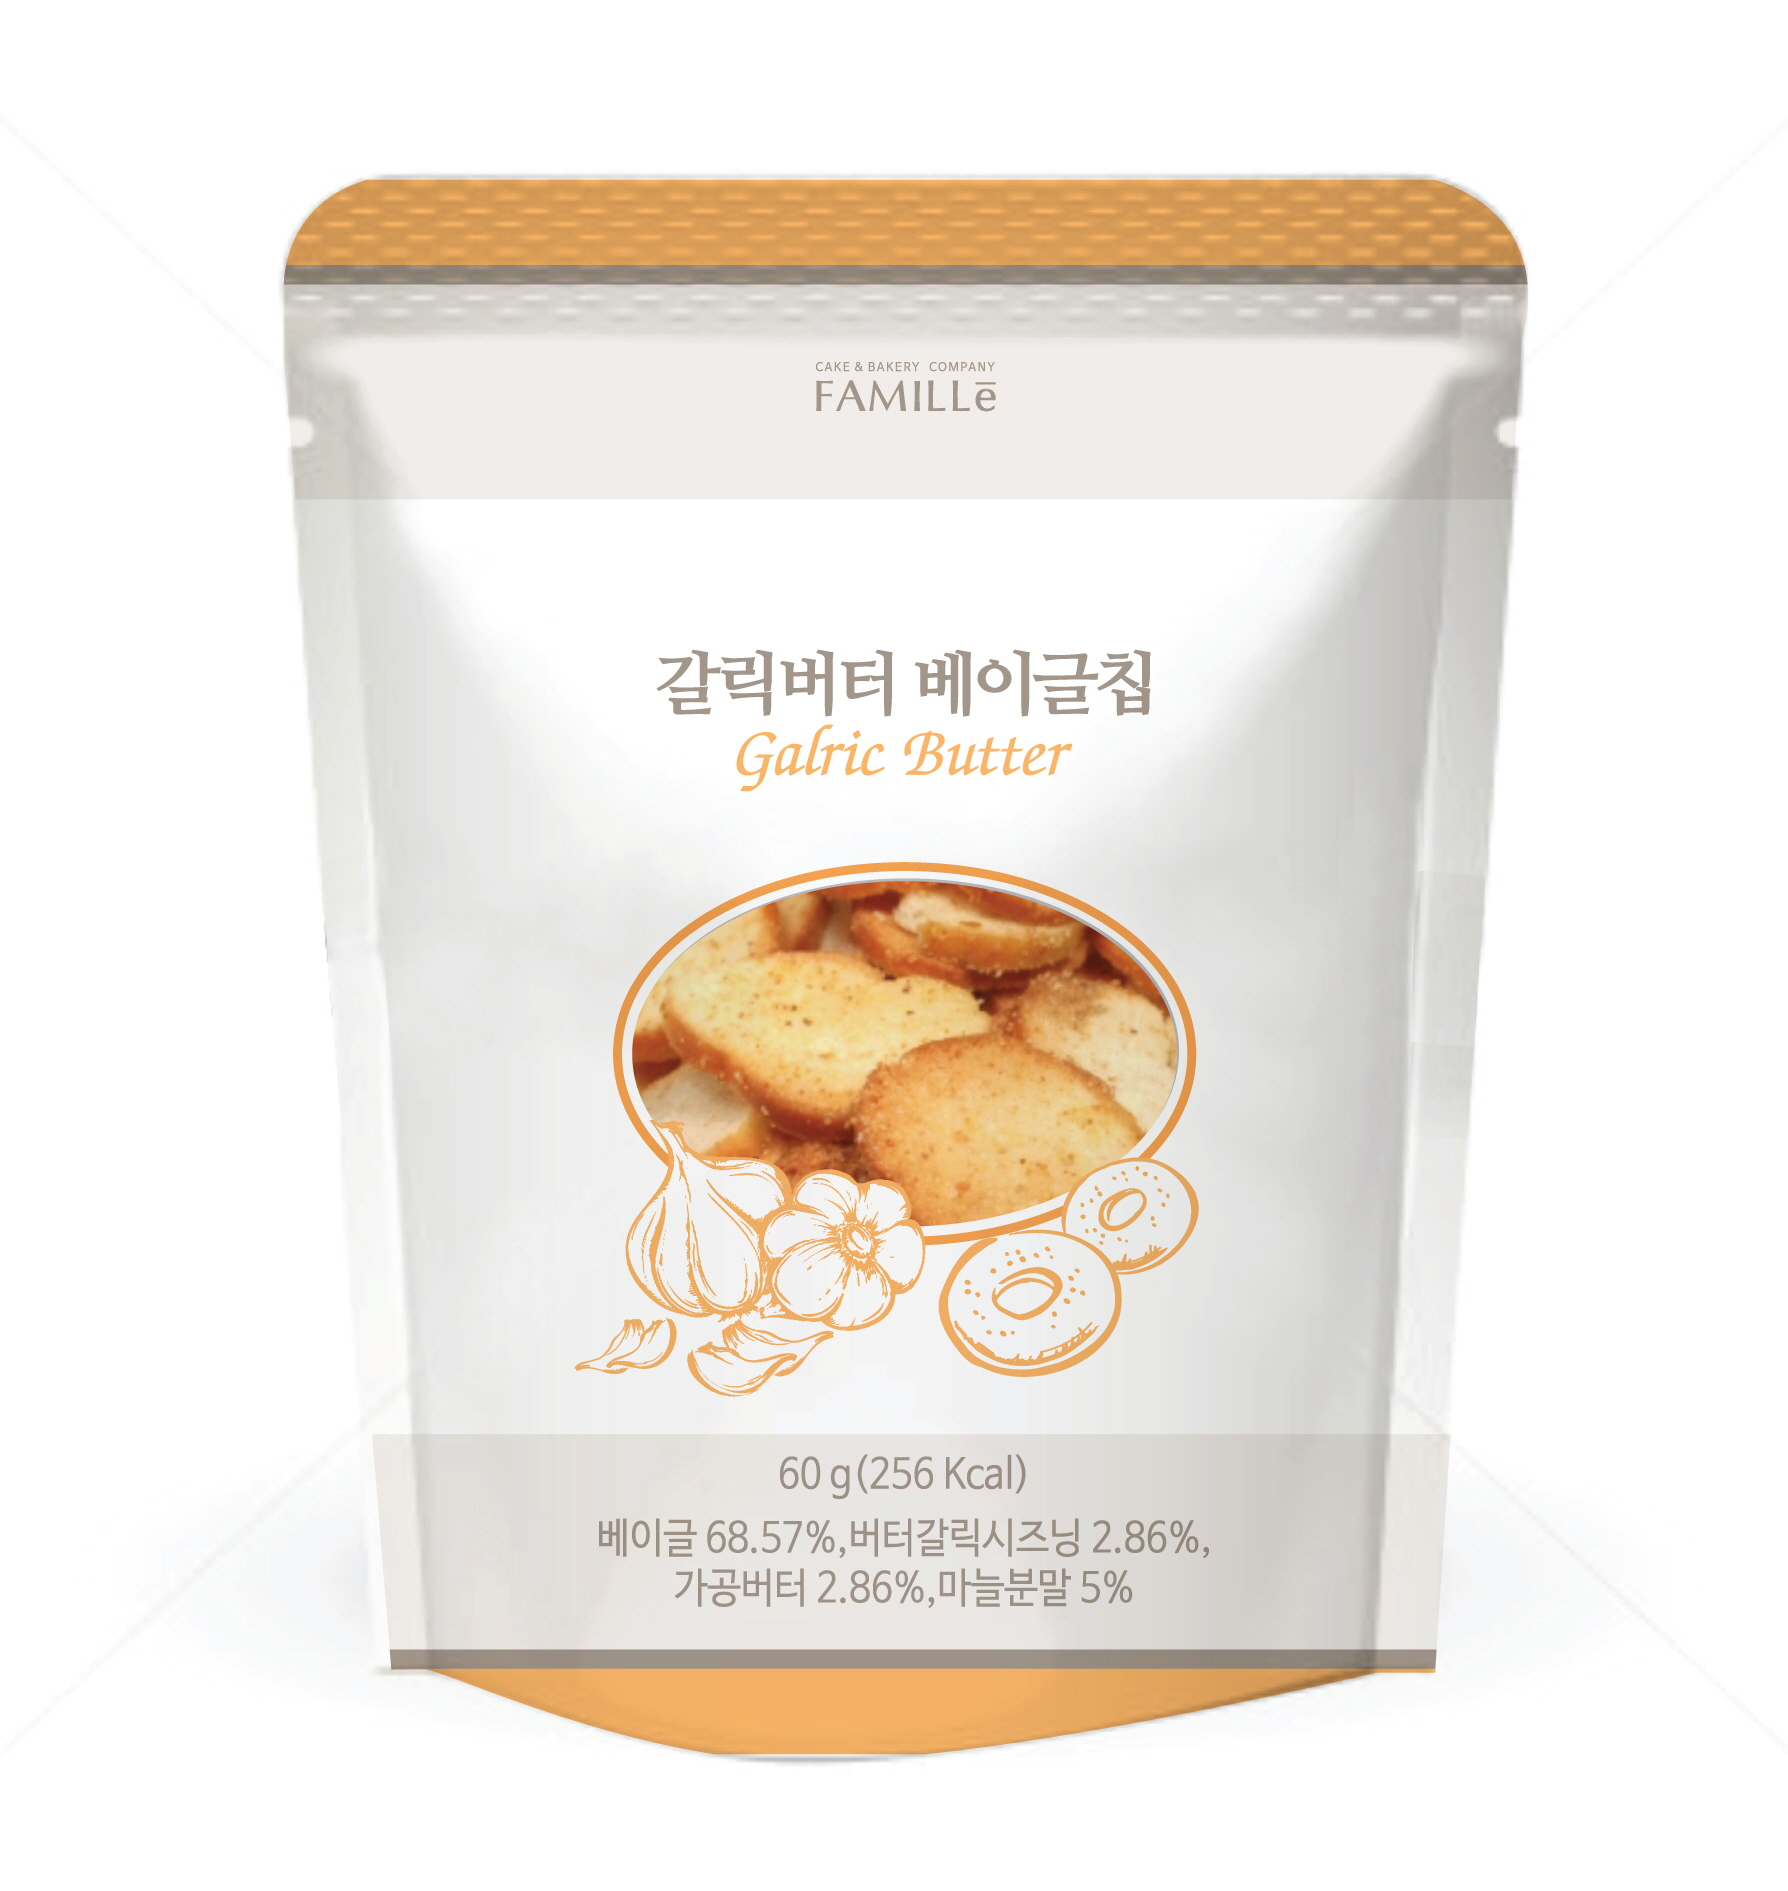 CAKE & BAKERY COMPANY
FAMILLē
갈릭버터 베이글칩
Galric Butter
60 g(256 Kcal)
베이글 68.57%,버터갈릭시즈닝 2.86%,
가공버터 2.86%,마늘분말 5%